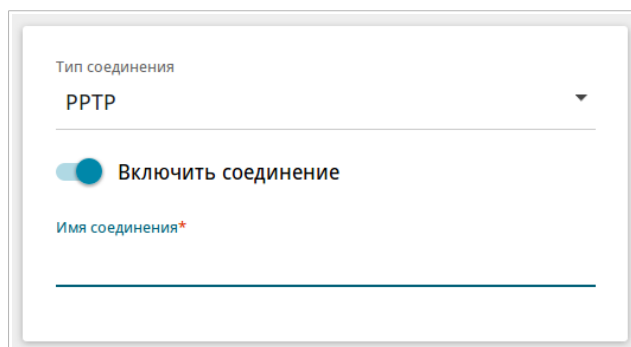 Тип соединения
PPTP
Включить соединение
Имя соединения*